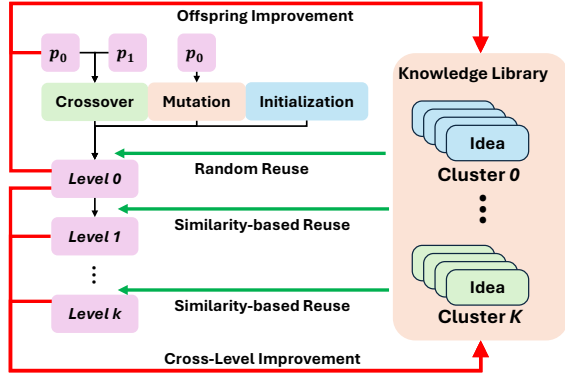 Offspring Improvement
p₀
p₁
p₀
Knowledge Library
Crossover
Mutation
Initialization
Idea
Cluster 0
Random Reuse
Level 0
Similarity-based Reuse
Level 1
⋮
⋮
Idea
Cluster K
Similarity-based Reuse
Level k
Cross-Level Improvement